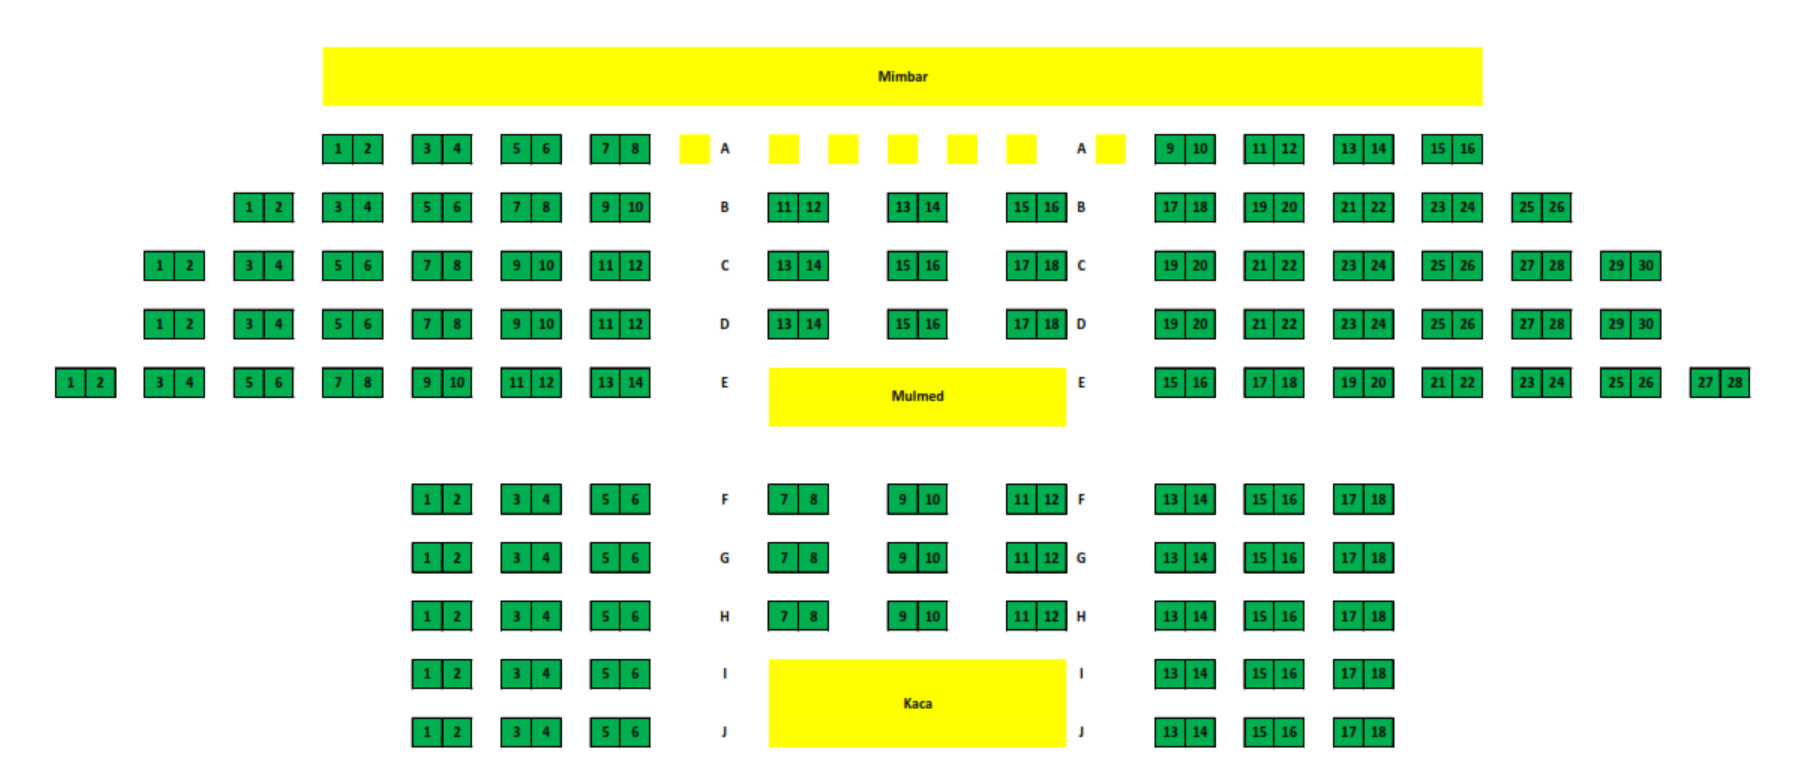 Mimbar
1 2 3 4 5 6 7 8 A A 9 10 11 12 13 14 15 16
1 2 3 4 5 6 7 8 9 10 B 11 12 13 14 15 16 B 17 18 19 20 21 22 23 24 25 26
1 2 3 4 5 6 7 8 9 10 11 12 C 13 14 15 16 17 18 C 19 20 21 22 23 24 25 26 27 28 29 30
1 2 3 4 5 6 7 8 9 10 11 12 D 13 14 15 16 17 18 D 19 20 21 22 23 24 25 26 27 28 29 30
1 2 3 4 5 6 7 8 9 10 11 12 13 14 E E 15 16 17 18 19 20 21 22 23 24 25 26 27 28
Mulmed
1 2 3 4 5 6 F 7 8 9 10 11 12 F 13 14 15 16 17 18
1 2 3 4 5 6 G 7 8 9 10 11 12 G 13 14 15 16 17 18
1 2 3 4 5 6 H 7 8 9 10 11 12 H 13 14 15 16 17 18
1 2 3 4 5 6 I I 13 14 15 16 17 18
Kaca
1 2 3 4 5 6 J J 13 14 15 16 17 18